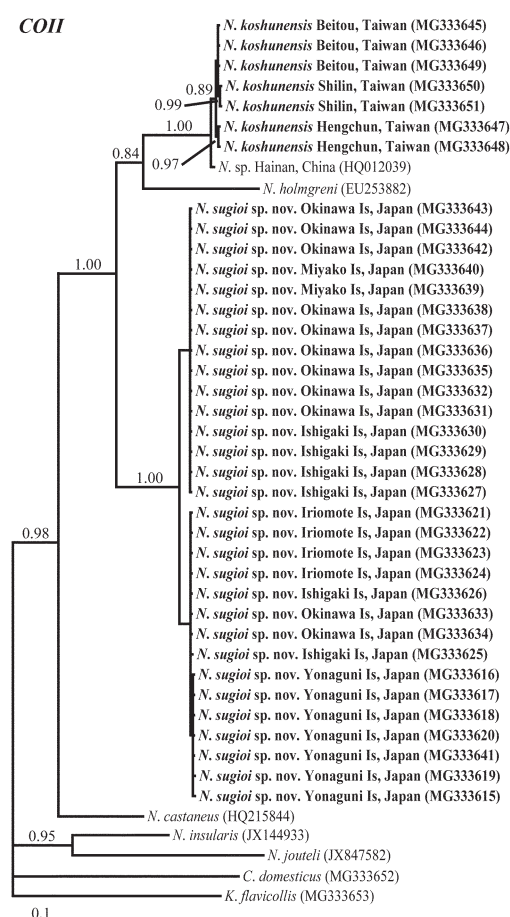 COII
N. koshunensis Beitou, Taiwan (MG333645)
N. koshunensis Beitou, Taiwan (MG333646)
N. koshunensis Beitou, Taiwan (MG333649)
0.89
N. koshunensis Shilin, Taiwan (MG333650)
0.99
N. koshunensis Shilin, Taiwan (MG333651)
1.00
N. koshunensis Hengchun, Taiwan (MG333647)
N. koshunensis Hengchun, Taiwan (MG333648)
0.84
0.97
N. sp. Hainan, China (HQ012039)
N. holmgreni (EU253882)
N. sugioi sp. nov. Okinawa Is, Japan (MG333643)
N. sugioi sp. nov. Okinawa Is, Japan (MG333644)
N. sugioi sp. nov. Okinawa Is, Japan (MG333642)
1.00
N. sugioi sp. nov. Miyako Is, Japan (MG333640)
N. sugioi sp. nov. Miyako Is, Japan (MG333639)
N. sugioi sp. nov. Okinawa Is, Japan (MG333638)
N. sugioi sp. nov. Okinawa Is, Japan (MG333637)
N. sugioi sp. nov. Okinawa Is, Japan (MG333636)
N. sugioi sp. nov. Okinawa Is, Japan (MG333635)
N. sugioi sp. nov. Okinawa Is, Japan (MG333632)
N. sugioi sp. nov. Okinawa Is, Japan (MG333631)
N. sugioi sp. nov. Ishigaki Is, Japan (MG333630)
N. sugioi sp. nov. Ishigaki Is, Japan (MG333629)
N. sugioi sp. nov. Ishigaki Is, Japan (MG333628)
1.00
N. sugioi sp. nov. Ishigaki Is, Japan (MG333627)
N. sugioi sp. nov. Iriomote Is, Japan (MG333621)
N. sugioi sp. nov. Iriomote Is, Japan (MG333622)
0.98
N. sugioi sp. nov. Iriomote Is, Japan (MG333623)
N. sugioi sp. nov. Iriomote Is, Japan (MG333624)
N. sugioi sp. nov. Ishigaki Is, Japan (MG333626)
N. sugioi sp. nov. Okinawa Is, Japan (MG333633)
N. sugioi sp. nov. Okinawa Is, Japan (MG333634)
N. sugioi sp. nov. Ishigaki Is, Japan (MG333625)
N. sugioi sp. nov. Yonaguni Is, Japan (MG333616)
N. sugioi sp. nov. Yonaguni Is, Japan (MG333617)
N. sugioi sp. nov. Yonaguni Is, Japan (MG333618)
N. sugioi sp. nov. Yonaguni Is, Japan (MG333620)
N. sugioi sp. nov. Yonaguni Is, Japan (MG333641)
N. sugioi sp. nov. Yonaguni Is, Japan (MG333619)
N. sugioi sp. nov. Yonaguni Is, Japan (MG333615)
N. castaneus (HQ215844)
0.95
N. insularis (JX144933)
N. jouteli (JX847582)
C. domesticus (MG333652)
K. flavicollis (MG333653)
0.1